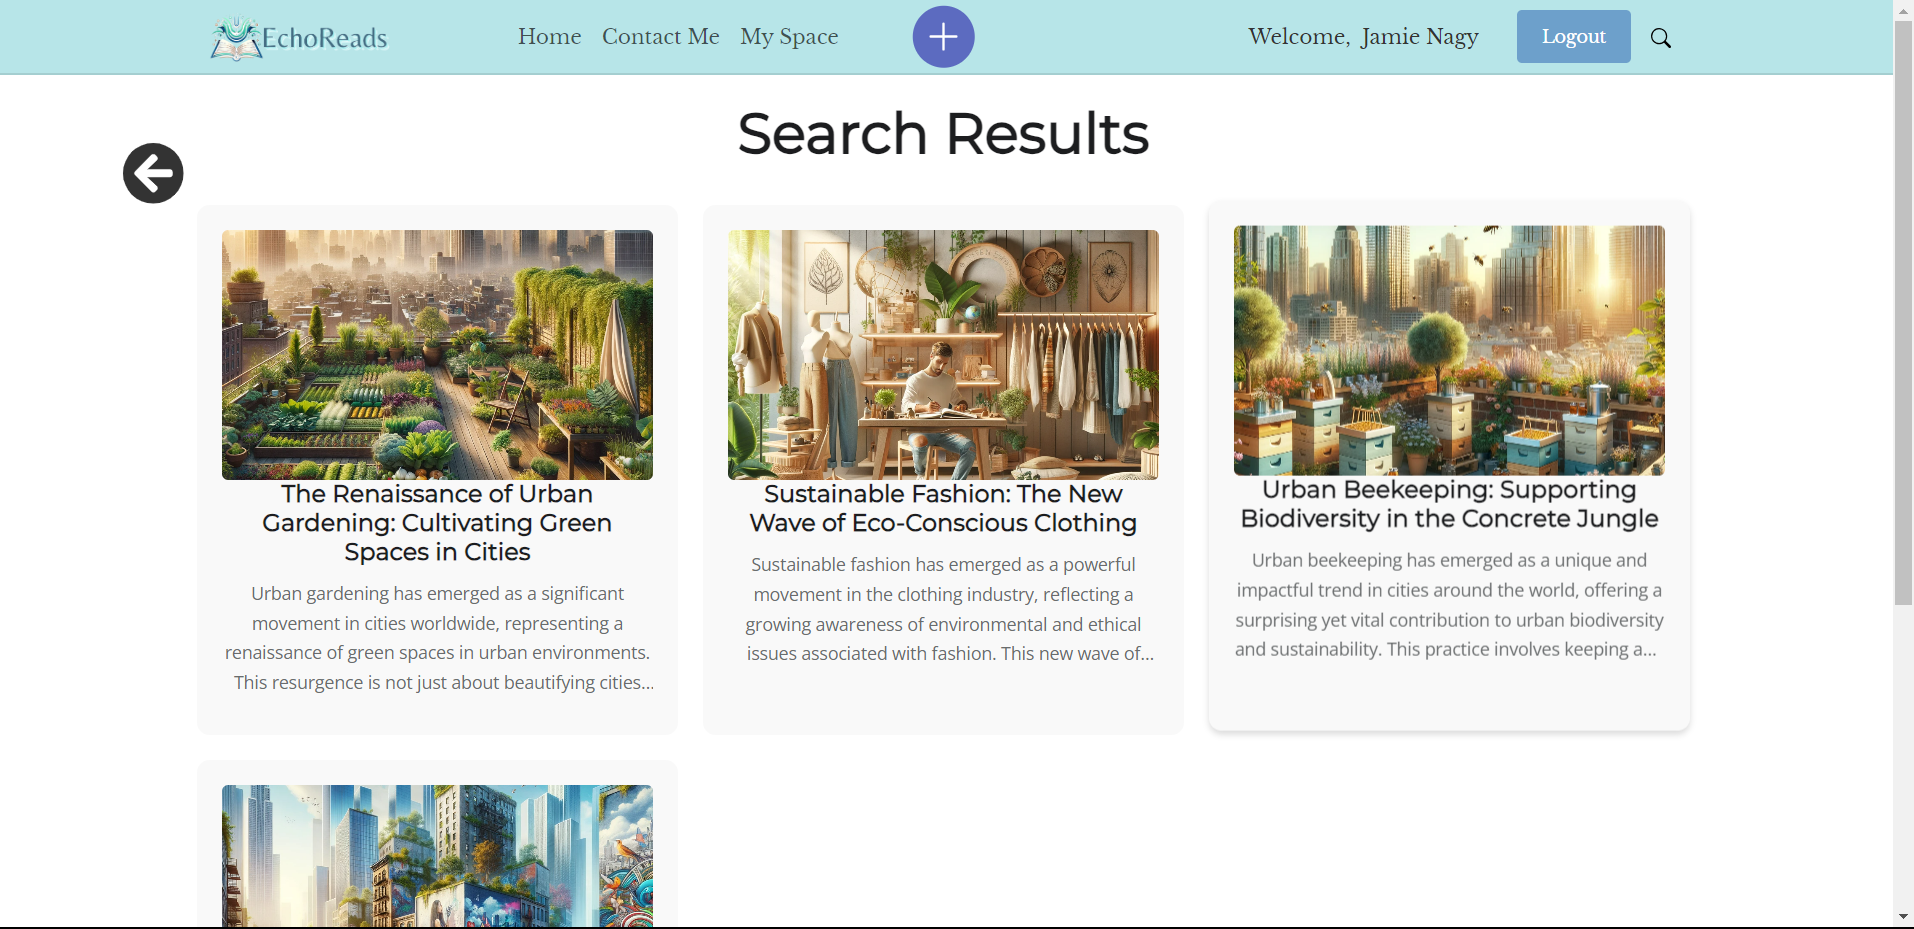 EchoReads
Home Contact Me My Space
Welcome, Jamie Nagy
Logout
Search Results
The Renaissance of Urban
Gardening: Cultivating Green
Spaces in Cities
Urban gardening has emerged as a significant
movement in cities worldwide, representing a
renaissance of green spaces in urban environments.
This resurgence is not just about beautifying cities...
Sustainable Fashion: The New
Wave of Eco-Conscious Clothing
Sustainable fashion has emerged as a powerful
movement in the clothing industry, reflecting a
growing awareness of environmental and ethical
issues associated with fashion. This new wave of...
Urban Beekeeping: Supporting
Biodiversity in the Concrete Jungle
Urban beekeeping has emerged as a unique and
impactful trend in cities around the world, offering a
surprising yet vital contribution to urban biodiversity
and sustainability. This practice involves keeping a...